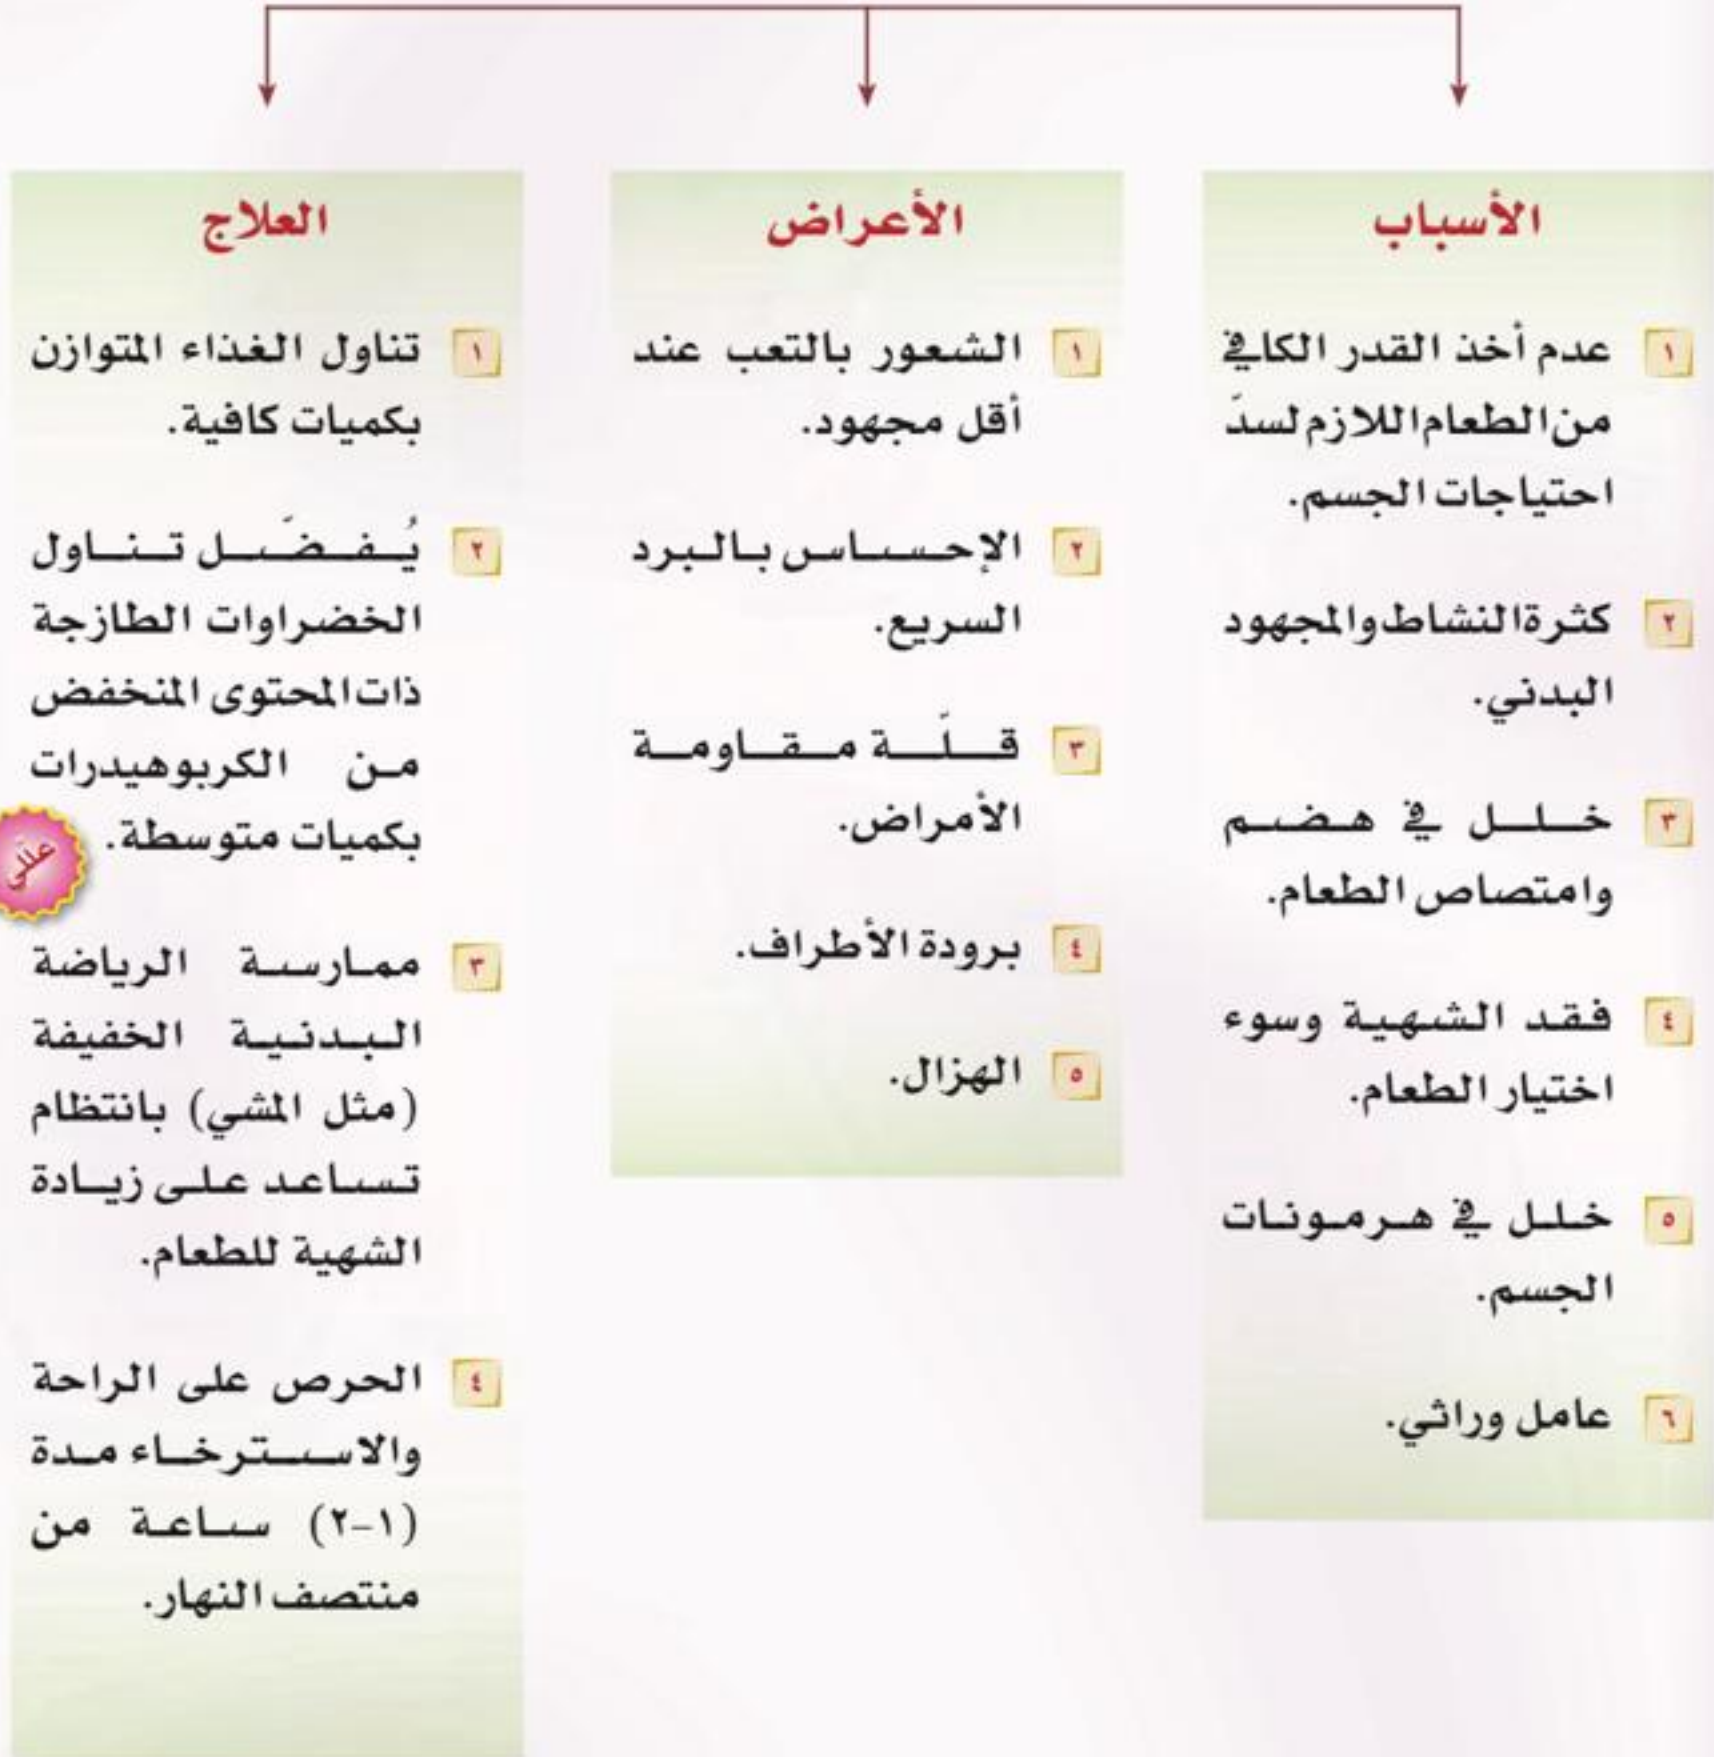 الأسباب
١ عدم أخذ القدر الكافي
من الطعام اللازم لسدّ
احتياجات الجسم.
٢ كثرة النشاط والمجهود
البدني.
٣ خلل في هضم
وامتصاص الطعام.
٤ فقد الشهية وسوء
اختيار الطعام.
٥ خلل في هرمونات
الجسم.
٦ عامل وراثي.
الأعراض
١ الشعور بالتعب عند
أقل مجهود.
٢ الإحساس بالبرد
السريع.
٣ قلّة مقاومة
الأمراض.
٤ برودة الأطراف.
٥ الهزال.
العلاج
١ تناول الغذاء المتوازن
بكميات كافية.
٢ يُفضَّل تناول
الخضراوات الطازجة
ذات المحتوى المنخفض
من الكربوهيدرات
بكميات متوسطة.
٣ ممارسة الرياضة
البدنية الخفيفة
(مثل المشي) بانتظام
تساعد على زيادة
الشهية للطعام.
٤ الحرص على الراحة
والاسترخاء مدة
(١-٢) ساعة من
منتصف النهار.
عللي